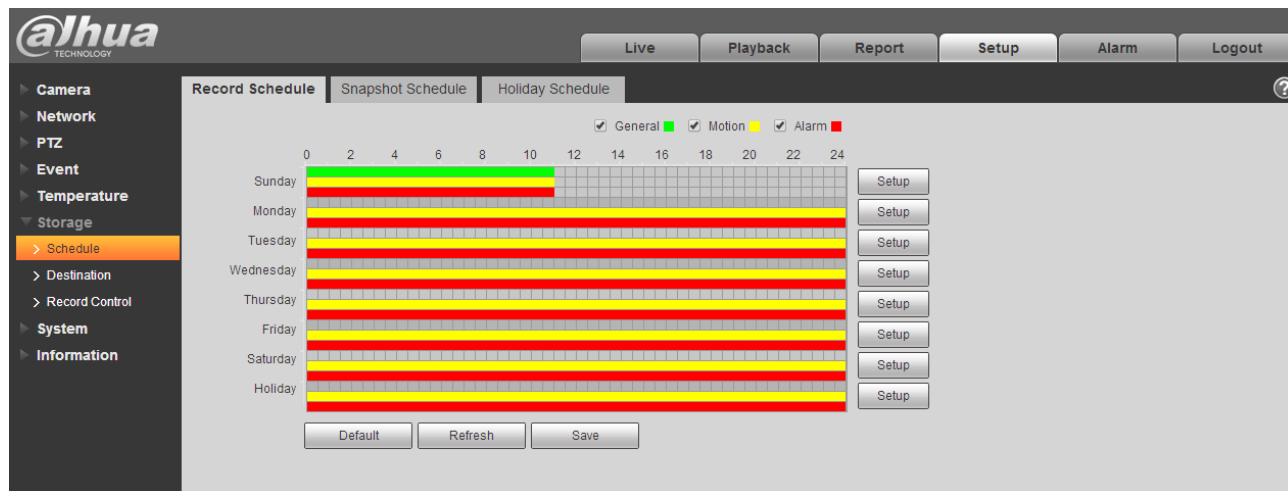 alhua
TECHNOLOGY
Live Playback Report Setup Alarm Logout
Camera
Network
PTZ
Event
Temperature
Storage
Schedule
Destination
Record Control
System
Information
Record Schedule Snapshot Schedule Holiday Schedule
?
General Motion Alarm
0 2 4 6 8 10 12 14 16 18 20 22 24
Sunday Setup
Monday Setup
Tuesday Setup
Wednesday Setup
Thursday Setup
Friday Setup
Saturday Setup
Holiday Setup
Default Refresh Save